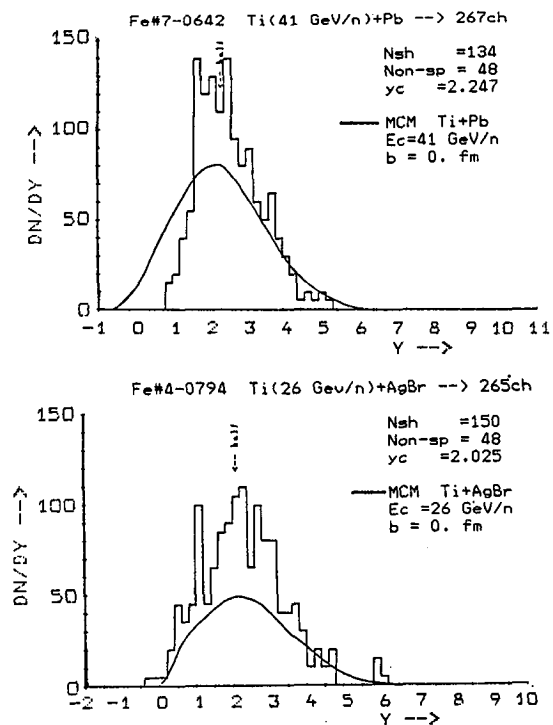 Fe#7-0642 Ti(41 GeV/n)+Pb --> 267ch
150
100
50
0
DN/DY -->
Nsh =134
Non-sp = 48
yc =2.247
MCM Ti+Pb
Ec=41 GeV/n
b = 0. fm
-1 0 1 2 3 4 5 6 7 8 9 10 11
Y -->
Fe#4-0794 Ti(26 Gev/n)+AgBr --> 265ch
150
100
50
0
DN/DY -->
<-- half
Nsh =150
Non-sp = 48
yc =2.025
MCM Ti+AgBr
Ec =26 GeV/n
b = 0. fm
-2 -1 0 1 2 3 4 5 6 7 8 9 10
Y -->